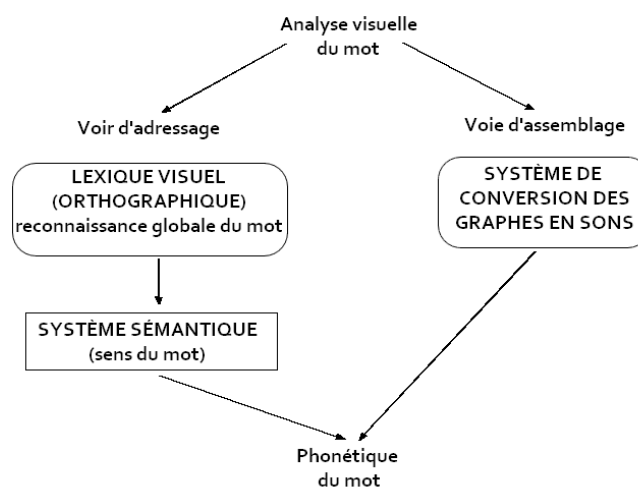 Analyse visuelle
du mot
Voir d'adressage
Voie d'assemblage
LEXIQUE VISUEL
(ORTHOGRAPHIQUE)
reconnaissance globale du mot
SYSTÈME DE
CONVERSION DES
GRAPHES EN SONS
SYSTÈME SÉMANTIQUE
(sens du mot)
Phonétique
du mot